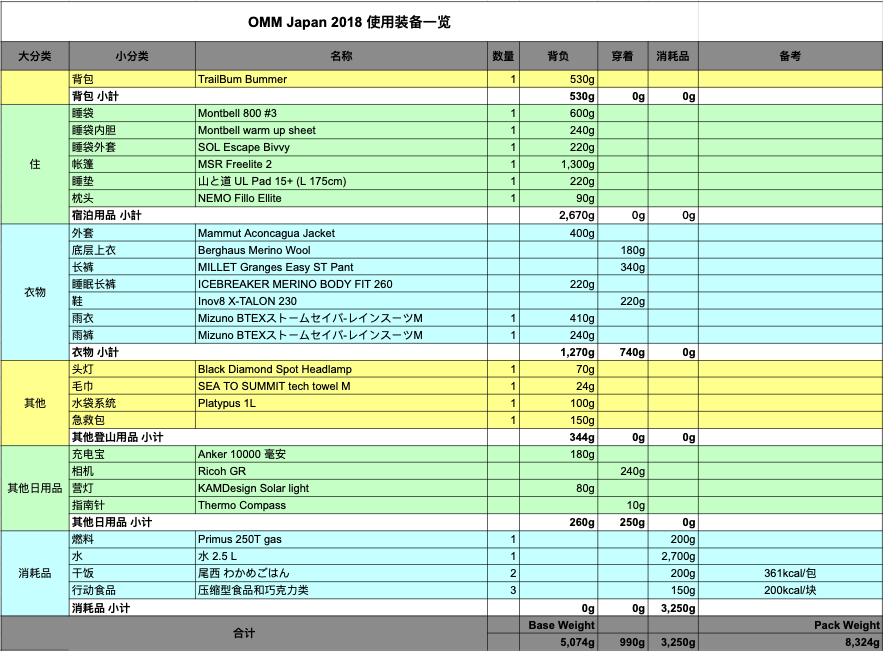 OMM Japan 2018 使用装备一览
大分类 小分类 名称 数量 背负 穿着 消耗品 备考
背包 TrailBum Bummer 1 530g
背包 小計 530g 0g 0g
睡袋 Montbell 800 #3 1 600g
睡袋内胆 Montbell warm up sheet 1 240g
睡袋外套 SOL Escape Bivvy 1 220g
住 帐篷 MSR Freelite 2 1 1,300g
睡垫 山と道 UL Pad 15+ (L 175cm) 1 220g
枕头 NEMO Fillo Ellite 1 90g
宿泊用品 小計 2,670g 0g 0g
外套 Mammut Aconcagua Jacket 400g
底层上衣 Berghaus Merino Wool 180g
长裤 MILLET Granges Easy ST Pant 340g
衣物 睡眠长裤 ICEBREAKER MERINO BODY FIT 260 220g
鞋 Inov8 X-TALON 230 220g
雨衣 Mizuno BTEXストームセイバ-レインスーツM 1 410g
雨裤 Mizuno BTEXストームセイバ-レインスーツM 1 240g
衣物 小計 1,270g 740g 0g
头灯 Black Diamond Spot Headlamp 1 70g
毛巾 SEA TO SUMMIT tech towel M 1 24g
其他 水袋系统 Platypus 1L 1 100g
急救包 1 150g
其他登山用品 小计 344g 0g 0g
充电宝 Anker 10000 毫安 180g
相机 Ricoh GR 240g
其他日用品 营灯 KAMDesign Solar light 80g
指南针 Thermo Compass 10g
其他日用品 小计 260g 250g 0g
燃料 Primus 250T gas 1 200g
水 水 2.5 L 1 2,700g
消耗品 干饭 尾西 わかめごはん 2 200g 361kcal/包
行动食品 压缩型食品和巧克力类 3 150g 200kcal/块
消耗品 小计 0g 0g 3,250g
合计 Base Weight Pack Weight
5,074g 990g 3,250g 8,324g